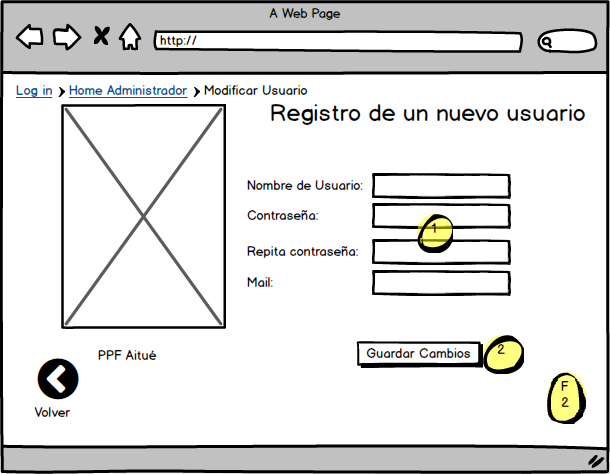 A Web Page
http://
Log in Home Administrador Modificar Usuario
Registro de un nuevo usuario
Nombre de Usuario:
Contraseña:
1
Repita contraseña:
Mail:
PPF Aitué
Guardar Cambios
2
F
2
Volver